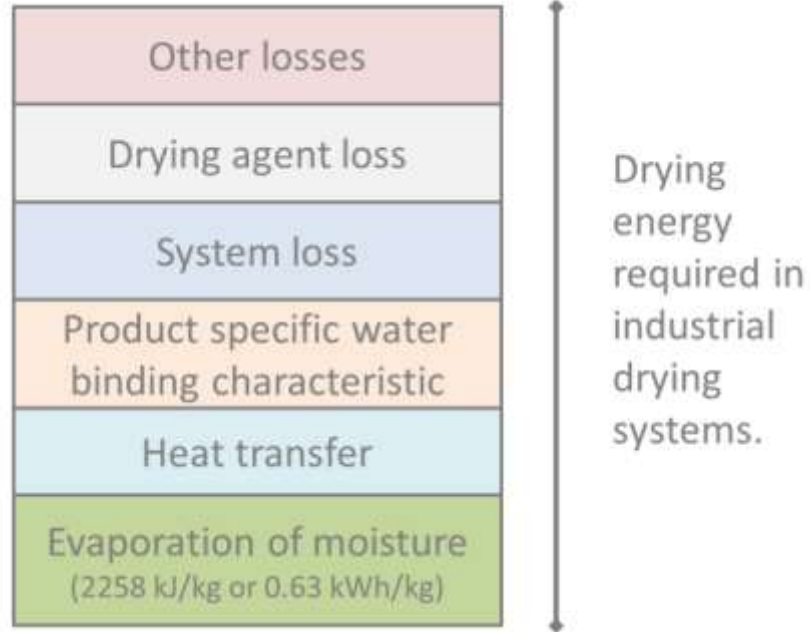 Other losses
Drying agent loss
System loss
Product specific water
binding characteristic
Heat transfer
Evaporation of moisture
(2258 kJ/kg or 0.63 kWh/kg)
Drying
energy
required in
industrial
drying
systems.